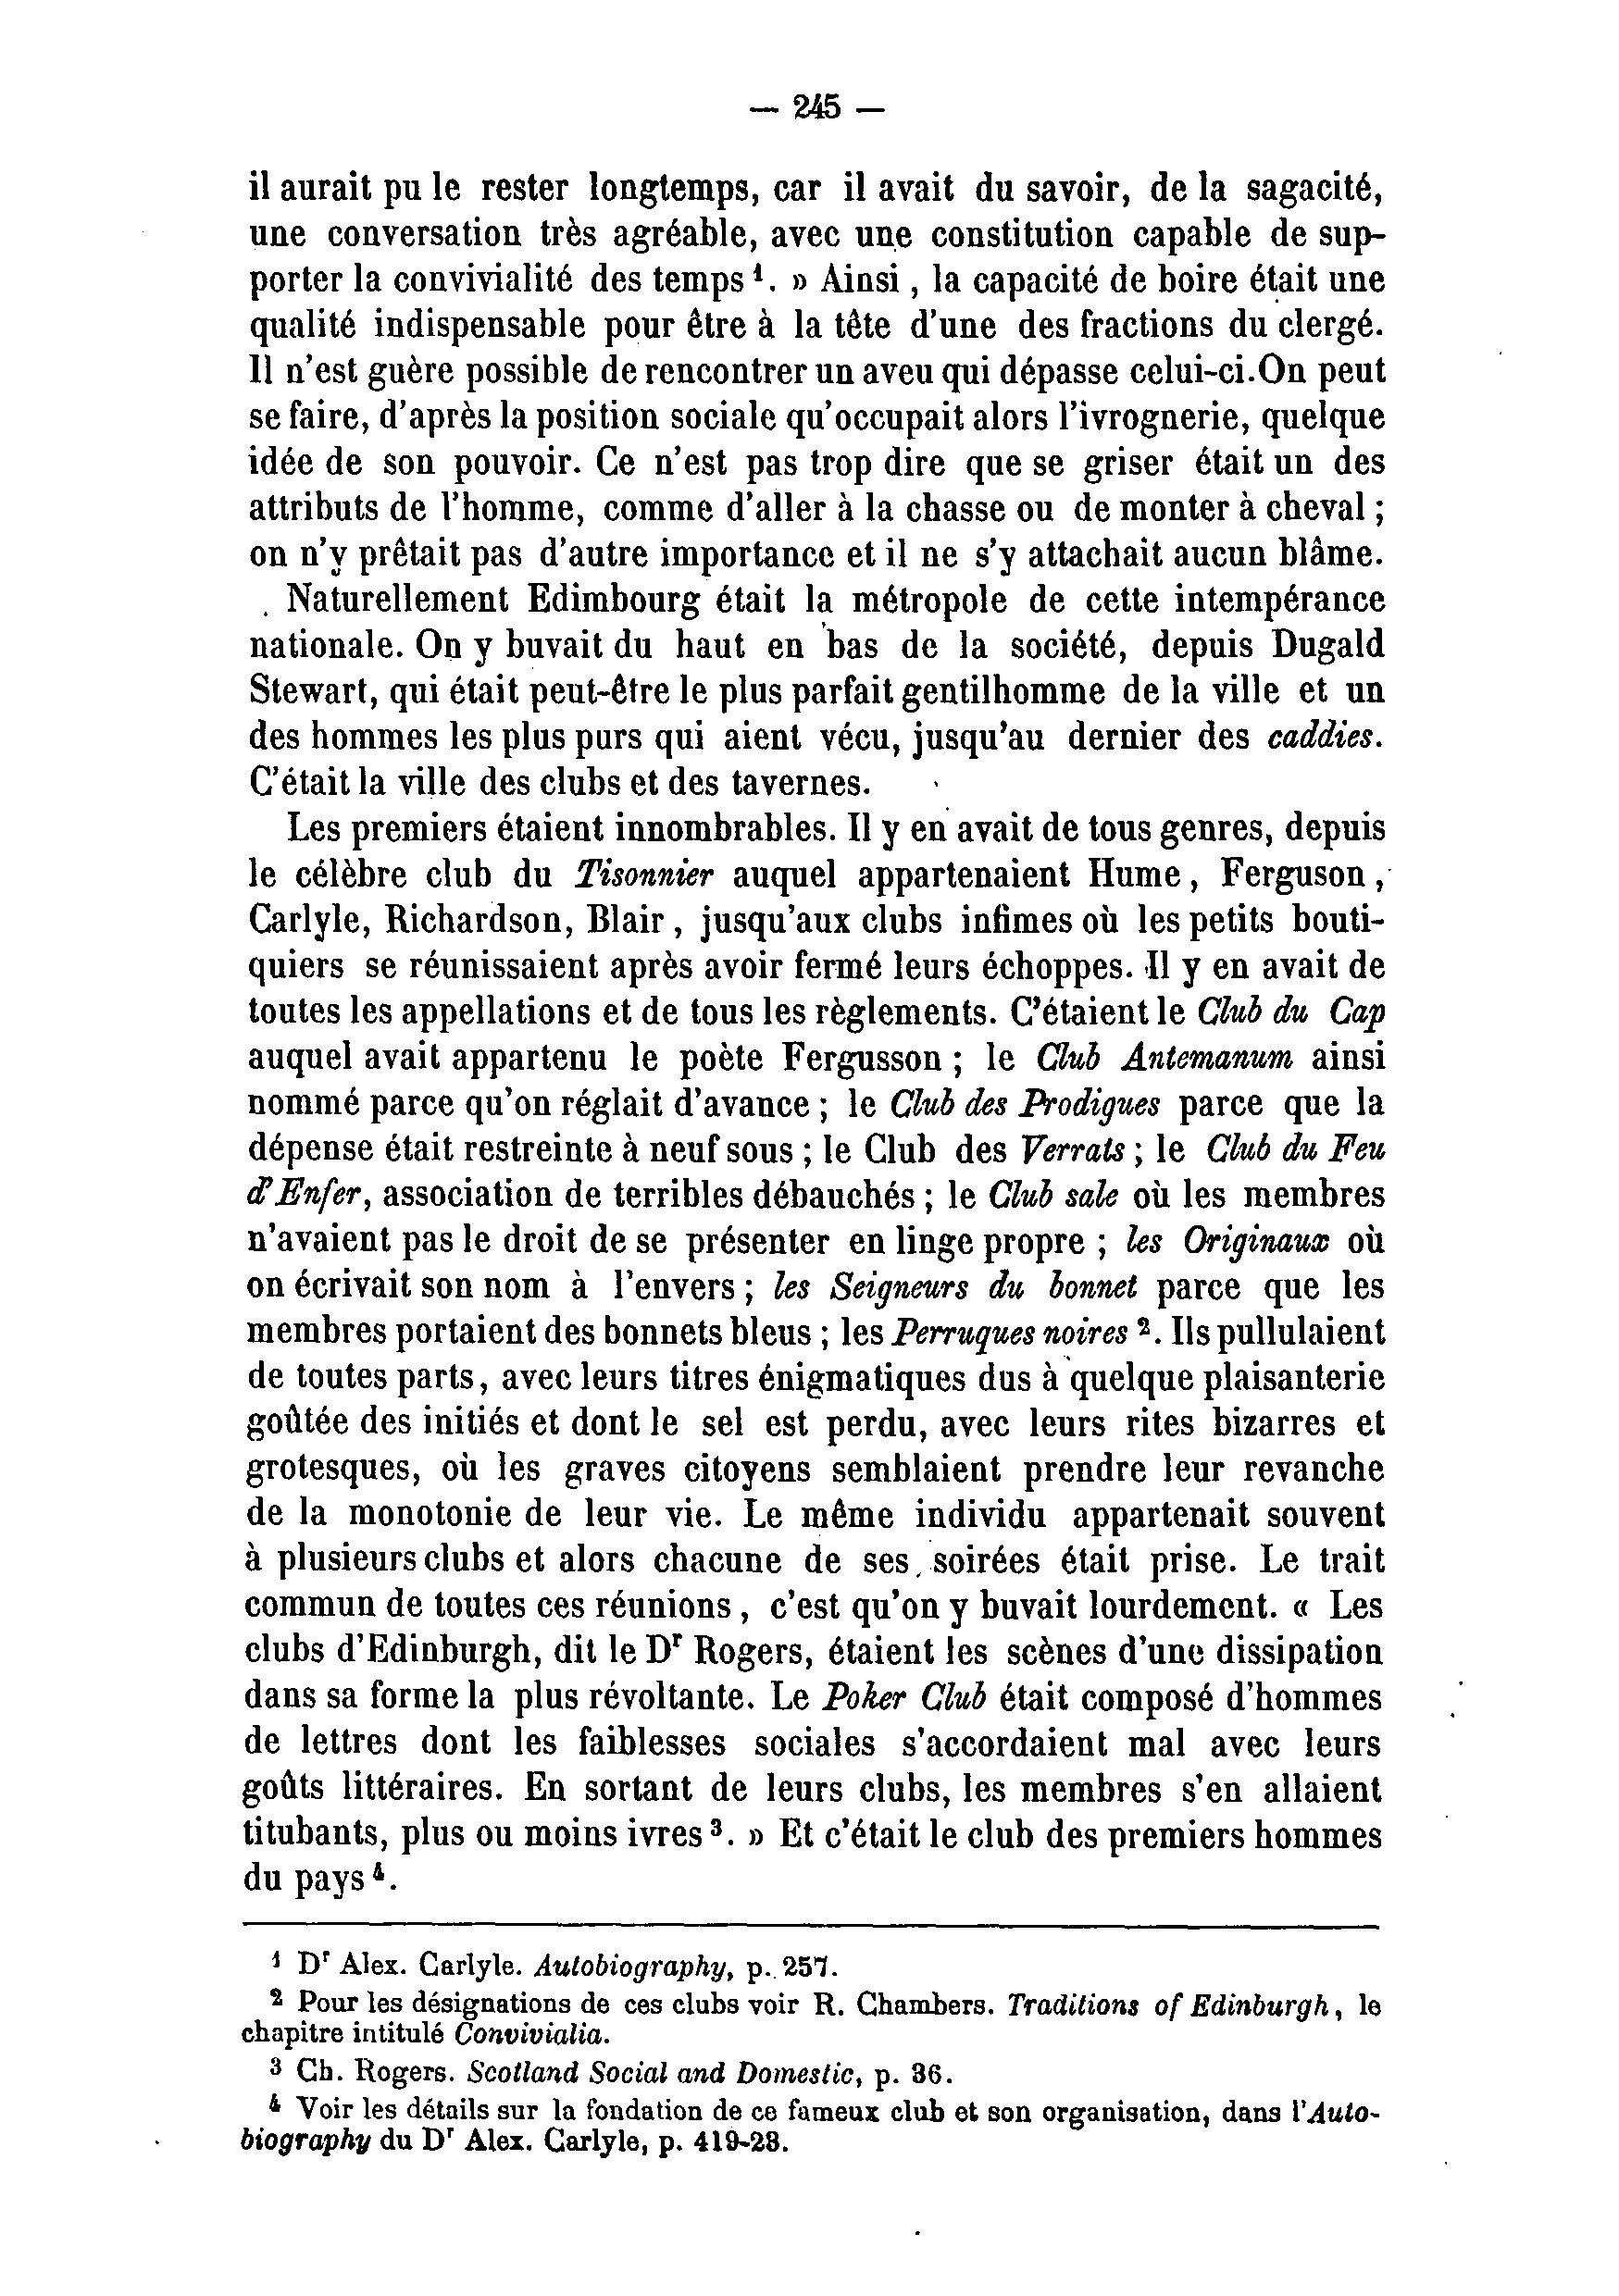 — 245 —
il aurait pu le rester longtemps, car il avait du savoir, de la sagacité,
une conversation très agréable, avec une constitution capable de sup-
porter la convivialité des temps ¹. » Ainsi, la capacité de boire était une
qualité indispensable pour être à la tête d'une des fractions du clergé.
Il n'est guère possible de rencontrer un aveu qui dépasse celui-ci. On peut
se faire, d'après la position sociale qu'occupait alors l'ivrognerie, quelque
idée de son pouvoir. Ce n'est pas trop dire que se griser était un des
attributs de l'homme, comme d'aller à la chasse ou de monter à cheval ;
on n'y prêtait pas d'autre importance et il ne s'y attachait aucun blâme.
Naturellement Edimbourg était la métropole de cette intempérance
nationale. On y buvait du haut en bas de la société, depuis Dugald
Stewart, qui était peut-être le plus parfait gentilhomme de la ville et un
des hommes les plus purs qui aient vécu, jusqu'au dernier des caddies.
C'était la ville des clubs et des tavernes.
Les premiers étaient innombrables. Il y en avait de tous genres, depuis
le célèbre club du Tisonnier auquel appartenaient Hume, Ferguson,
Carlyle, Richardson, Blair, jusqu'aux clubs infimes où les petits bouti-
quiers se réunissaient après avoir fermé leurs échoppes. Il y en avait de
toutes les appellations et de tous les règlements. C'étaient le Club du Cap
auquel avait appartenu le poète Fergusson ; le Club Antemanum ainsi
nommé parce qu'on réglait d'avance ; le Club des Prodigues parce que la
dépense était restreinte à neuf sous ; le Club des Verrats ; le Club du Feu
d'Enfer, association de terribles débauchés ; le Club sale où les membres
n'avaient pas le droit de se présenter en linge propre ; les Originaux où
on écrivait son nom à l'envers ; les Seigneurs du bonnet parce que les
membres portaient des bonnets bleus ; les Perruques noires ². Ils pullulaient
de toutes parts, avec leurs titres énigmatiques dus à quelque plaisanterie
goûtée des initiés et dont le sel est perdu, avec leurs rites bizarres et
grotesques, où les graves citoyens semblaient prendre leur revanche
de la monotonie de leur vie. Le même individu appartenait souvent
à plusieurs clubs et alors chacune de ses soirées était prise. Le trait
commun de toutes ces réunions, c'est qu'on y buvait lourdement. « Les
clubs d'Edinburgh, dit le Dʳ Rogers, étaient les scènes d'une dissipation
dans sa forme la plus révoltante. Le Poker Club était composé d'hommes
de lettres dont les faiblesses sociales s'accordaient mal avec leurs
goûts littéraires. En sortant de leurs clubs, les membres s'en allaient
titubants, plus ou moins ivres ³. » Et c'était le club des premiers hommes
du pays ⁴.
¹ Dʳ Alex. Carlyle. Autobiography, p. 257.
² Pour les désignations de ces clubs voir R. Chambers. Traditions of Edinburgh, le
chapitre intitulé Convivialia.
³ Ch. Rogers. Scotland Social and Domestic, p. 36.
⁴ Voir les détails sur la fondation de ce fameux club et son organisation, dans l'Auto-
biography du Dʳ Alex. Carlyle, p. 419-23.